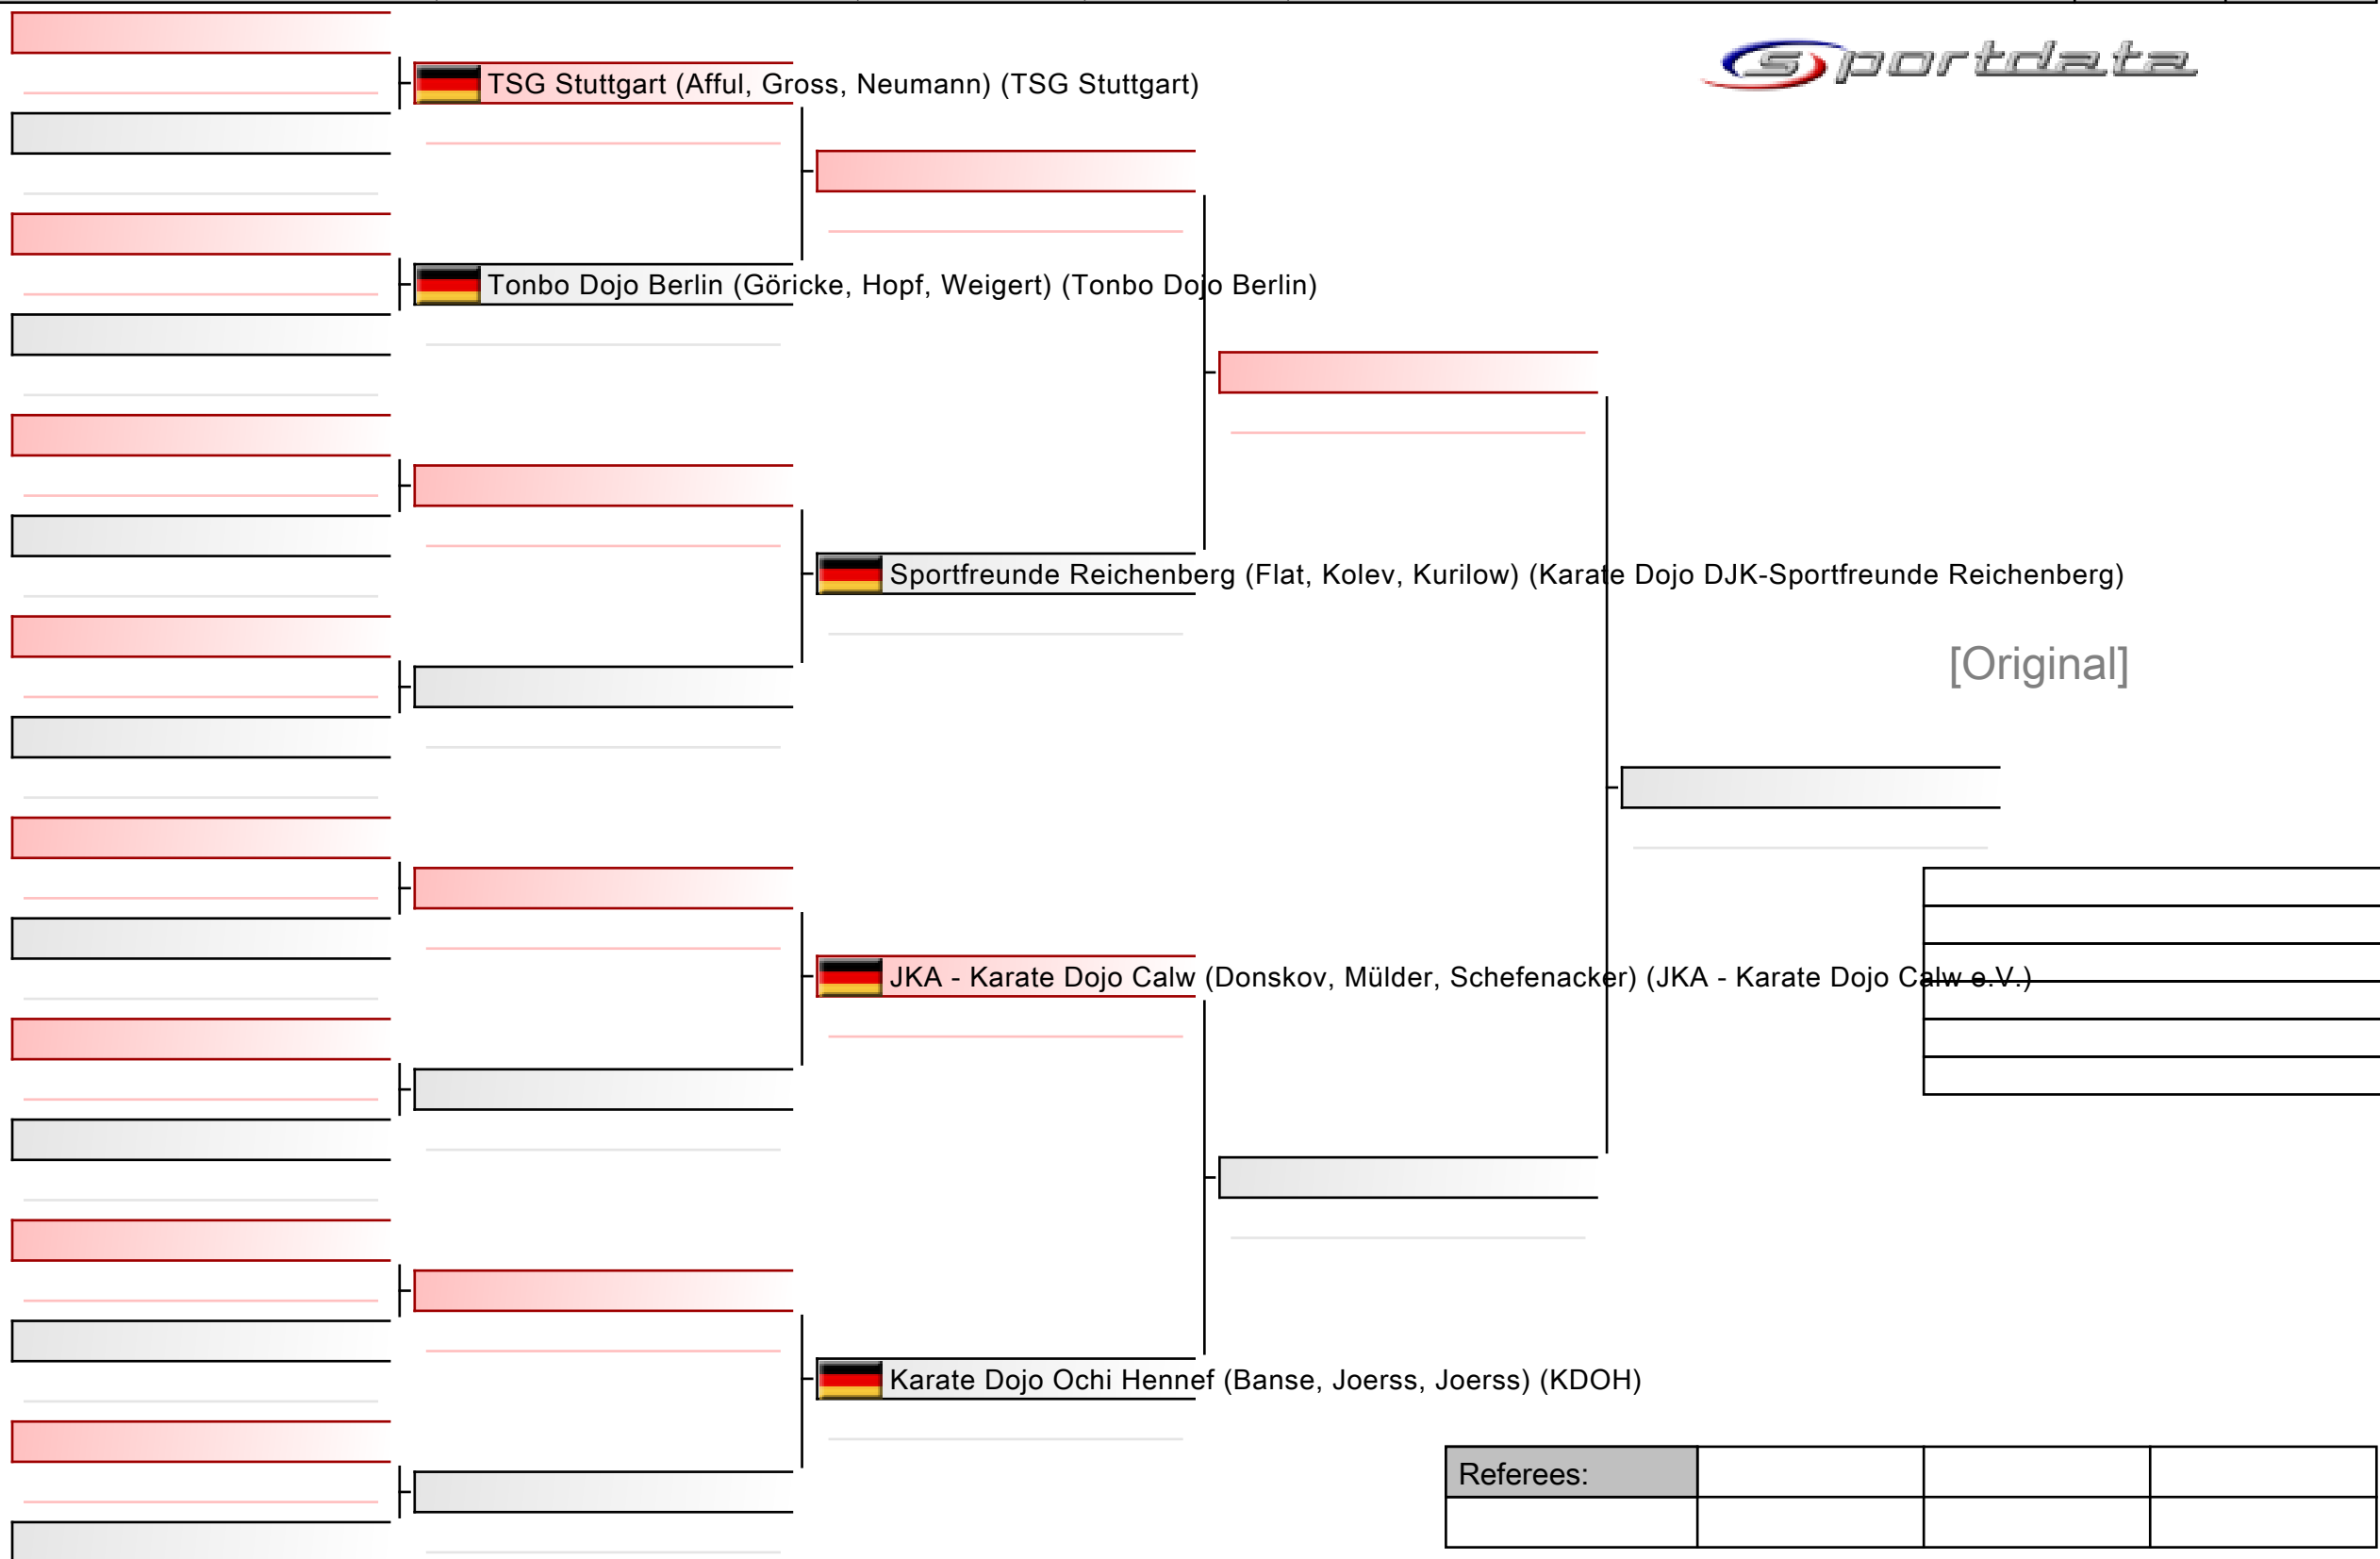 sportdata
TSG Stuttgart (Afful, Gross, Neumann) (TSG Stuttgart)
Tonbo Dojo Berlin (Göricke, Hopf, Weigert) (Tonbo Dojo Berlin)
Sportfreunde Reichenberg (Flat, Kolev, Kurilow) (Karate Dojo DJK-Sportfreunde Reichenberg)
[Original]
JKA - Karate Dojo Calw (Donskov, Mülder, Schefenacker) (JKA - Karate Dojo Calw e.V.)
Karate Dojo Ochi Hennef (Banse, Joerss, Joerss) (KDOH)
Referees: